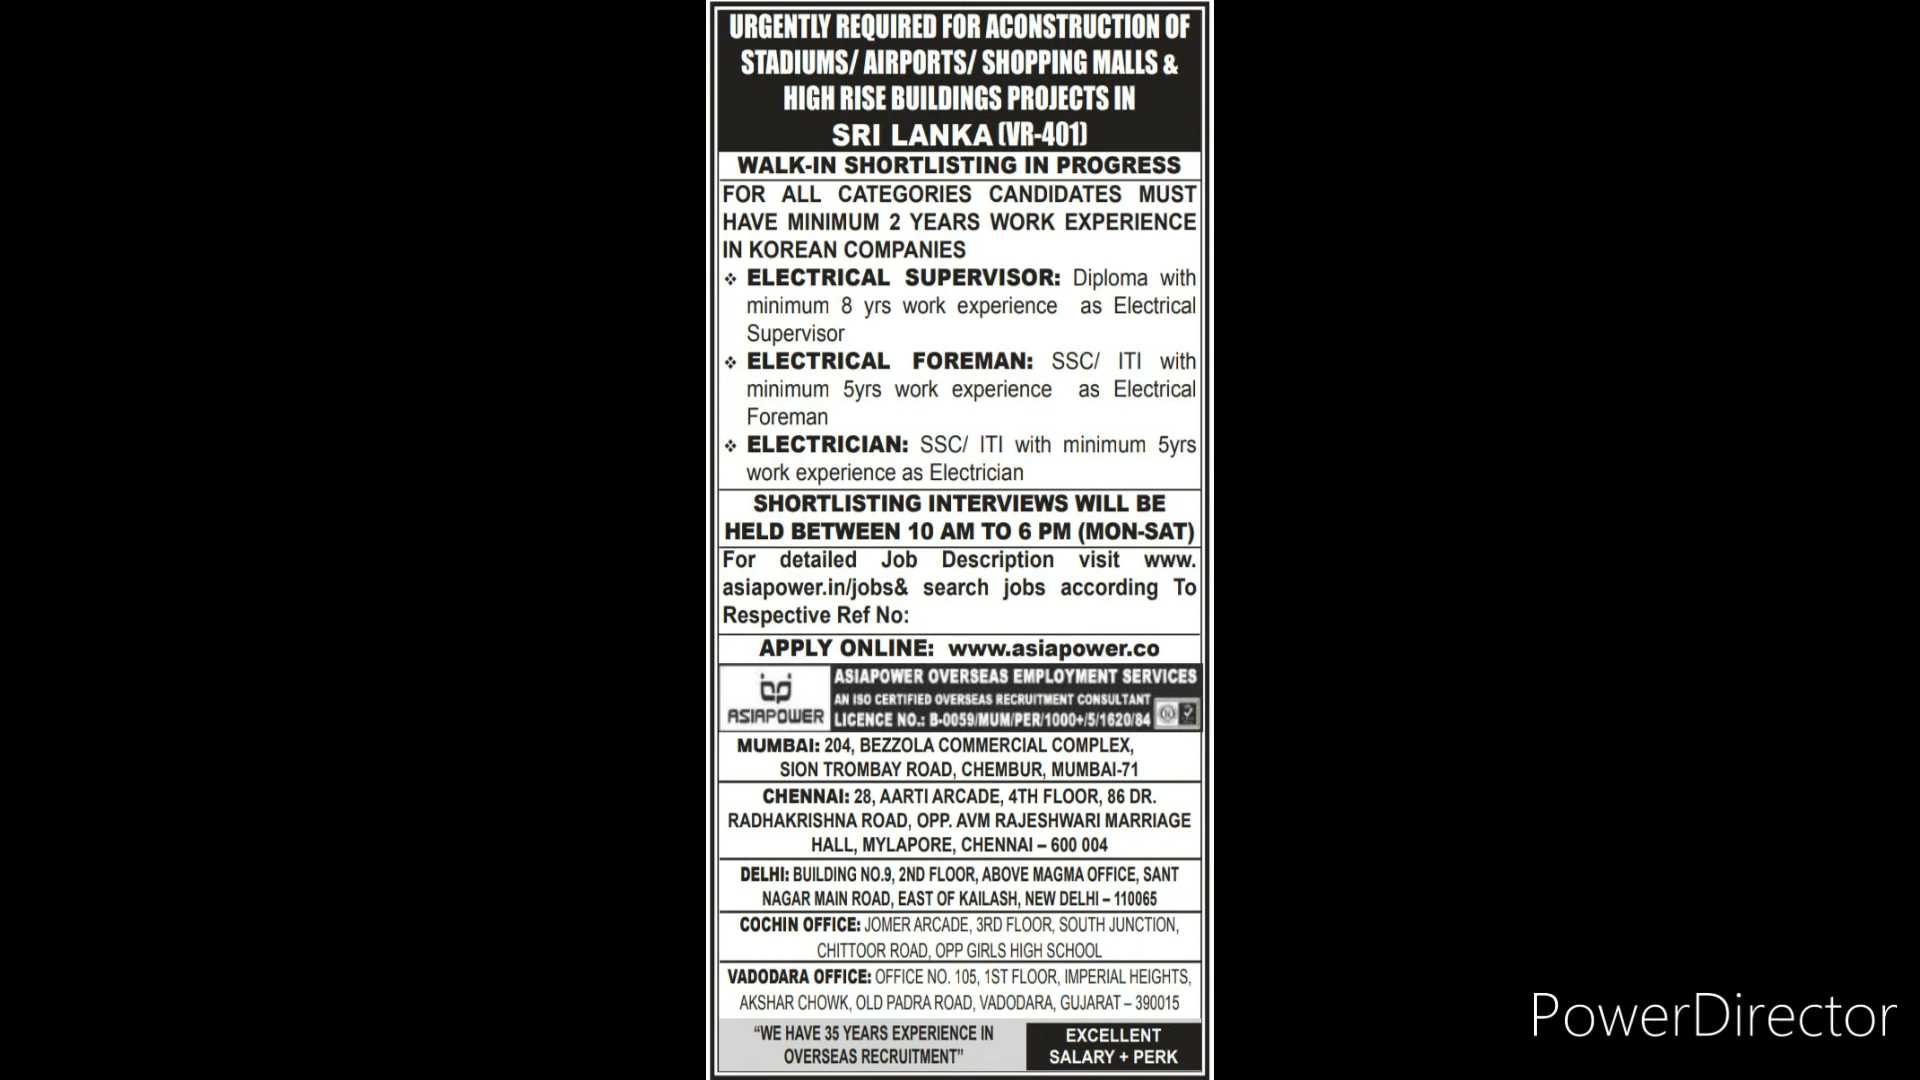 URGENTLY REQUIRED FOR ACONSTRUCTION OF
STADIUMS/ AIRPORTS/ SHOPPING MALLS &
HIGH RISE BUILDINGS PROJECTS IN
SRI LANKA (VR-401)
WALK-IN SHORTLISTING IN PROGRESS
FOR ALL CATEGORIES CANDIDATES MUST
HAVE MINIMUM 2 YEARS WORK EXPERIENCE
IN KOREAN COMPANIES
❖ ELECTRICAL SUPERVISOR: Diploma with
minimum 8 yrs work experience as Electrical
Supervisor
❖ ELECTRICAL FOREMAN: SSC/ ITI with
minimum 5yrs work experience as Electrical
Foreman
❖ ELECTRICIAN: SSC/ ITI with minimum 5yrs
work experience as Electrician
SHORTLISTING INTERVIEWS WILL BE
HELD BETWEEN 10 AM TO 6 PM (MON-SAT)
For detailed Job Description visit www.
asiapower.in/jobs& search jobs according To
Respective Ref No:
APPLY ONLINE: www.asiapower.co
ASIAPOWER
ASIAPOWER OVERSEAS EMPLOYMENT SERVICES
AN ISO CERTIFIED OVERSEAS RECRUITMENT CONSULTANT
LICENCE NO.: B-0059/MUM/PER/1000+/5/1620/84
MUMBAI: 204, BEZZOLA COMMERCIAL COMPLEX,
SION TROMBAY ROAD, CHEMBUR, MUMBAI-71
CHENNAI: 28, AARTI ARCADE, 4TH FLOOR, 86 DR.
RADHAKRISHNA ROAD, OPP. AVM RAJESHWARI MARRIAGE
HALL, MYLAPORE, CHENNAI – 600 004
DELHI: BUILDING NO.9, 2ND FLOOR, ABOVE MAGMA OFFICE, SANT
NAGAR MAIN ROAD, EAST OF KAILASH, NEW DELHI – 110065
COCHIN OFFICE: JOMER ARCADE, 3RD FLOOR, SOUTH JUNCTION,
CHITTOOR ROAD, OPP GIRLS HIGH SCHOOL
VADODARA OFFICE: OFFICE NO. 105, 1ST FLOOR, IMPERIAL HEIGHTS,
AKSHAR CHOWK, OLD PADRA ROAD, VADODARA, GUJARAT – 390015
“WE HAVE 35 YEARS EXPERIENCE IN
OVERSEAS RECRUITMENT”
EXCELLENT
SALARY + PERK
PowerDirector